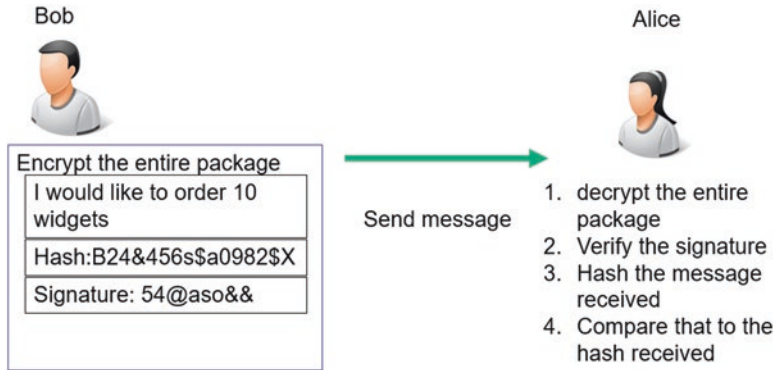 Bob
Alice
Encrypt the entire package
I would like to order 10
widgets
Hash:B24&456s$a0982$X
Signature: 54@aso&&
Send message
1. decrypt the entire
package
2. Verify the signature
3. Hash the message
received
4. Compare that to the
hash received